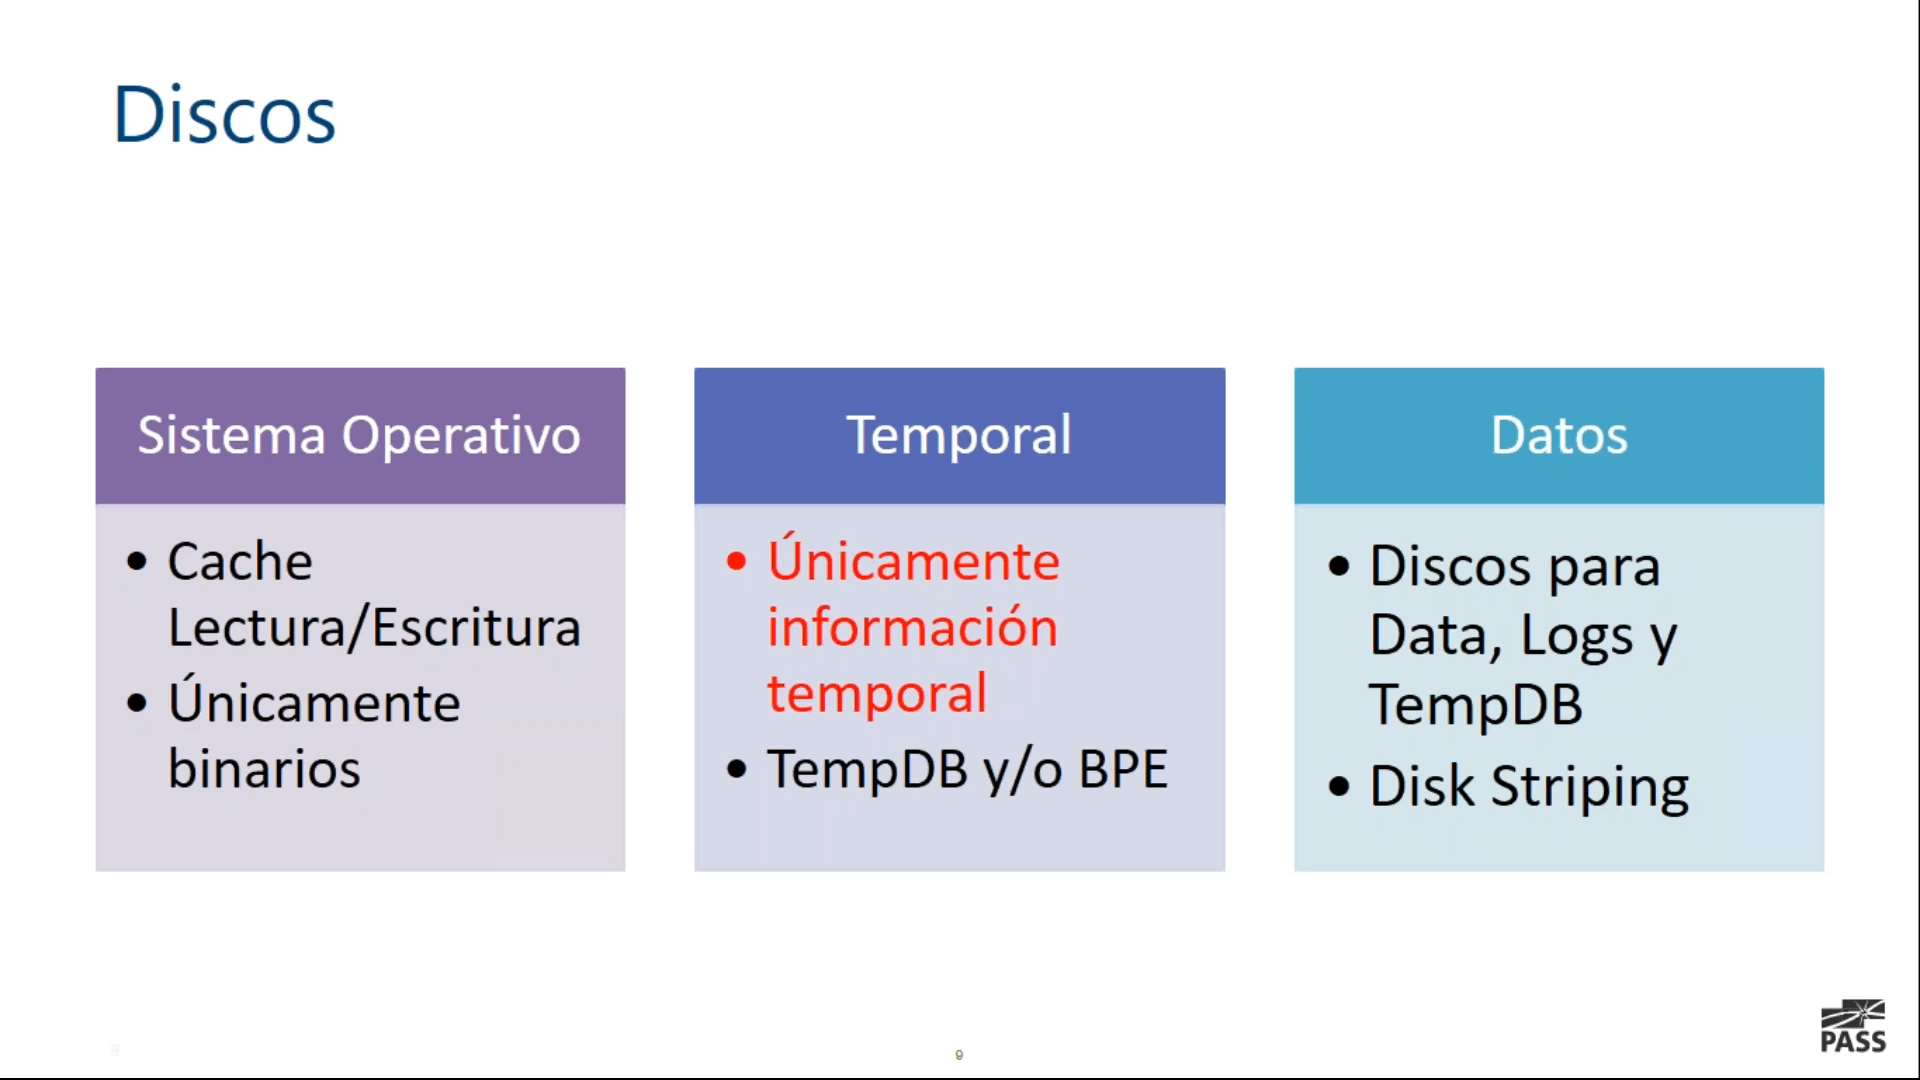 Discos
Sistema Operativo
• Cache
Lectura/Escritura
• Únicamente
binarios
Temporal
• Únicamente
información
temporal
• TempDB y/o BPE
Datos
• Discos para
Data, Logs y
TempDB
• Disk Striping
9
PASS